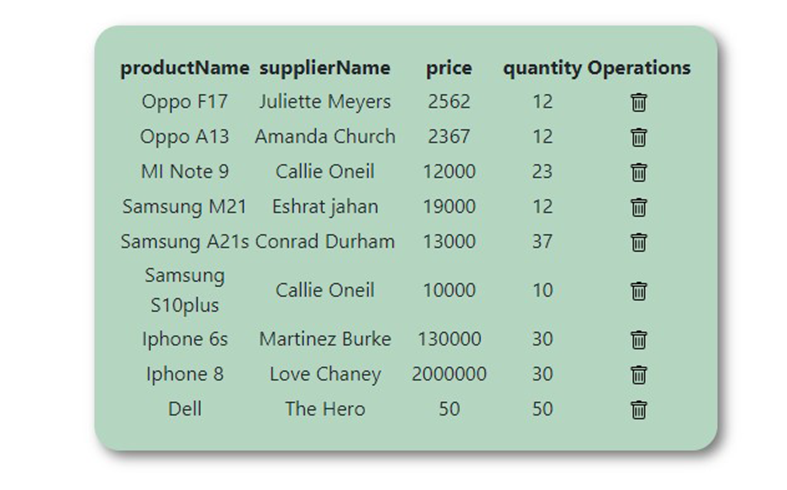 productName supplierName price quantity Operations
Oppo F17 Juliette Meyers 2562 12
Oppo A13 Amanda Church 2367 12
MI Note 9 Callie Oneil 12000 23
Samsung M21 Eshrat jahan 19000 12
Samsung A21s Conrad Durham 13000 37
Samsung
S10plus Callie Oneil 10000 10
Iphone 6s Martinez Burke 130000 30
Iphone 8 Love Chaney 2000000 30
Dell The Hero 50 50